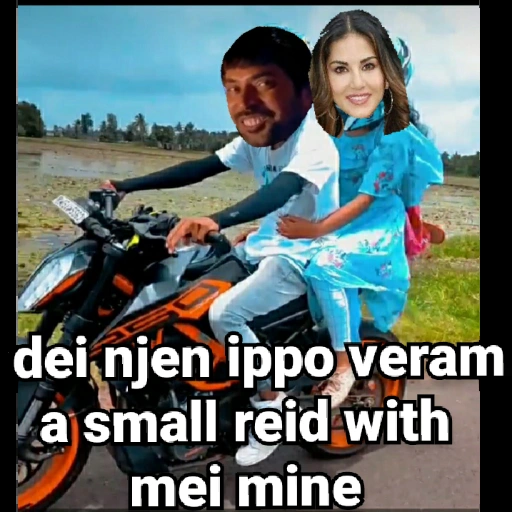 dei njen ippo veram
a small reid with
mei mine